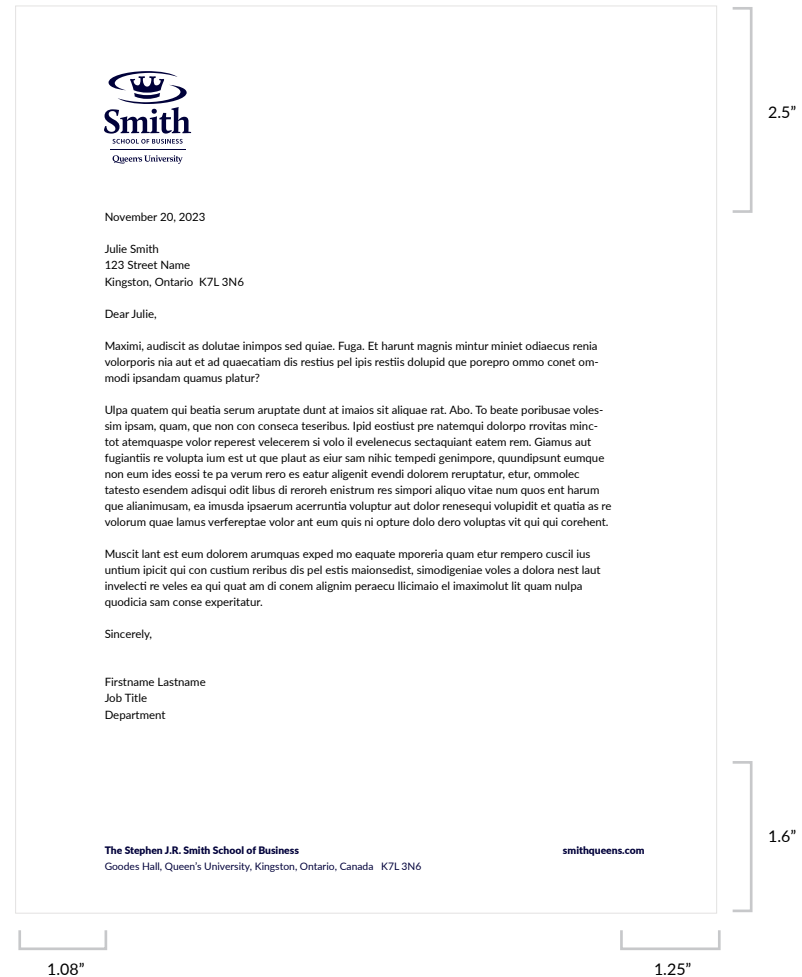 2.5”
Smith
SCHOOL OF BUSINESS
Queen's University
November 20, 2023
Julie Smith
123 Street Name
Kingston, Ontario  K7L 3N6
Dear Julie,
Maximi, audiscit as dolutae inimpos sed quiae. Fuga. Et harunt magnis mintur miniet odiaecus renia
volorporis nia aut et ad quaecatiam dis restius pel ipis restiis dolupid que porepro ommo conet om-
modi ipsandam quamus platur?
Ulpa quatem qui beatia serum aruptate dunt at imaios sit aliquae rat. Abo. To beate poribusae voles-
sim ipsam, quam, que non con conseca teseribus. Ipid eostiust pre natemqui dolorpo rrovitas minc-
tot atemquaspe volor reperest velecerem si volo il evelenecus sectaquiant eatem rem. Giamus aut
fugiantiis re volupta ium est ut que plaut as eiur sam nihic tempedi genimpore, quundipsunt eumque
non eum ides eossi te pa verum rero es eatur aligenit evendi dolorem reruptatur, etur, ommolec
tatesto esendem adisqui odit libus di reroreh enistrum res simpori aliquo vitae num quos ent harum
que alianimusam, ea imusda ipsaerum acerruntia voluptur aut dolor renesequi volupidit et quatia as re
volorum quae lamus verfereptae volor ant eum quis ni opture dolo dero voluptas vit qui qui corehent.
Muscit lant est eum dolorem arumquas exped mo eaquate mporeria quam etur rempero cuscil ius
untium ipicit qui con custium reribus dis pel estis maionsedist, simodigeniae voles a dolora nest laut
invelecti re veles ea qui quat am di conem alignim peraecu llicimaio el imaximolut lit quam nulpa
quodicia sam conse experitatur.
Sincerely,
Firstname Lastname
Job Title
Department
1.6”
The Stephen J.R. Smith School of Business
smithqueens.com
Goodes Hall, Queen’s University, Kingston, Ontario, Canada   K7L 3N6
1.08”
1.25”